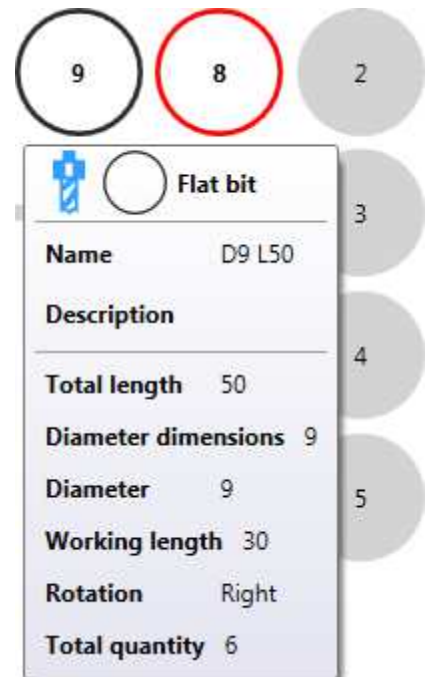 9 8 2
Flat bit
3
Name D9 L50
Description
4
Total length 50
Diameter dimensions 9
Diameter 9
5
Working length 30
Rotation Right
Total quantity 6